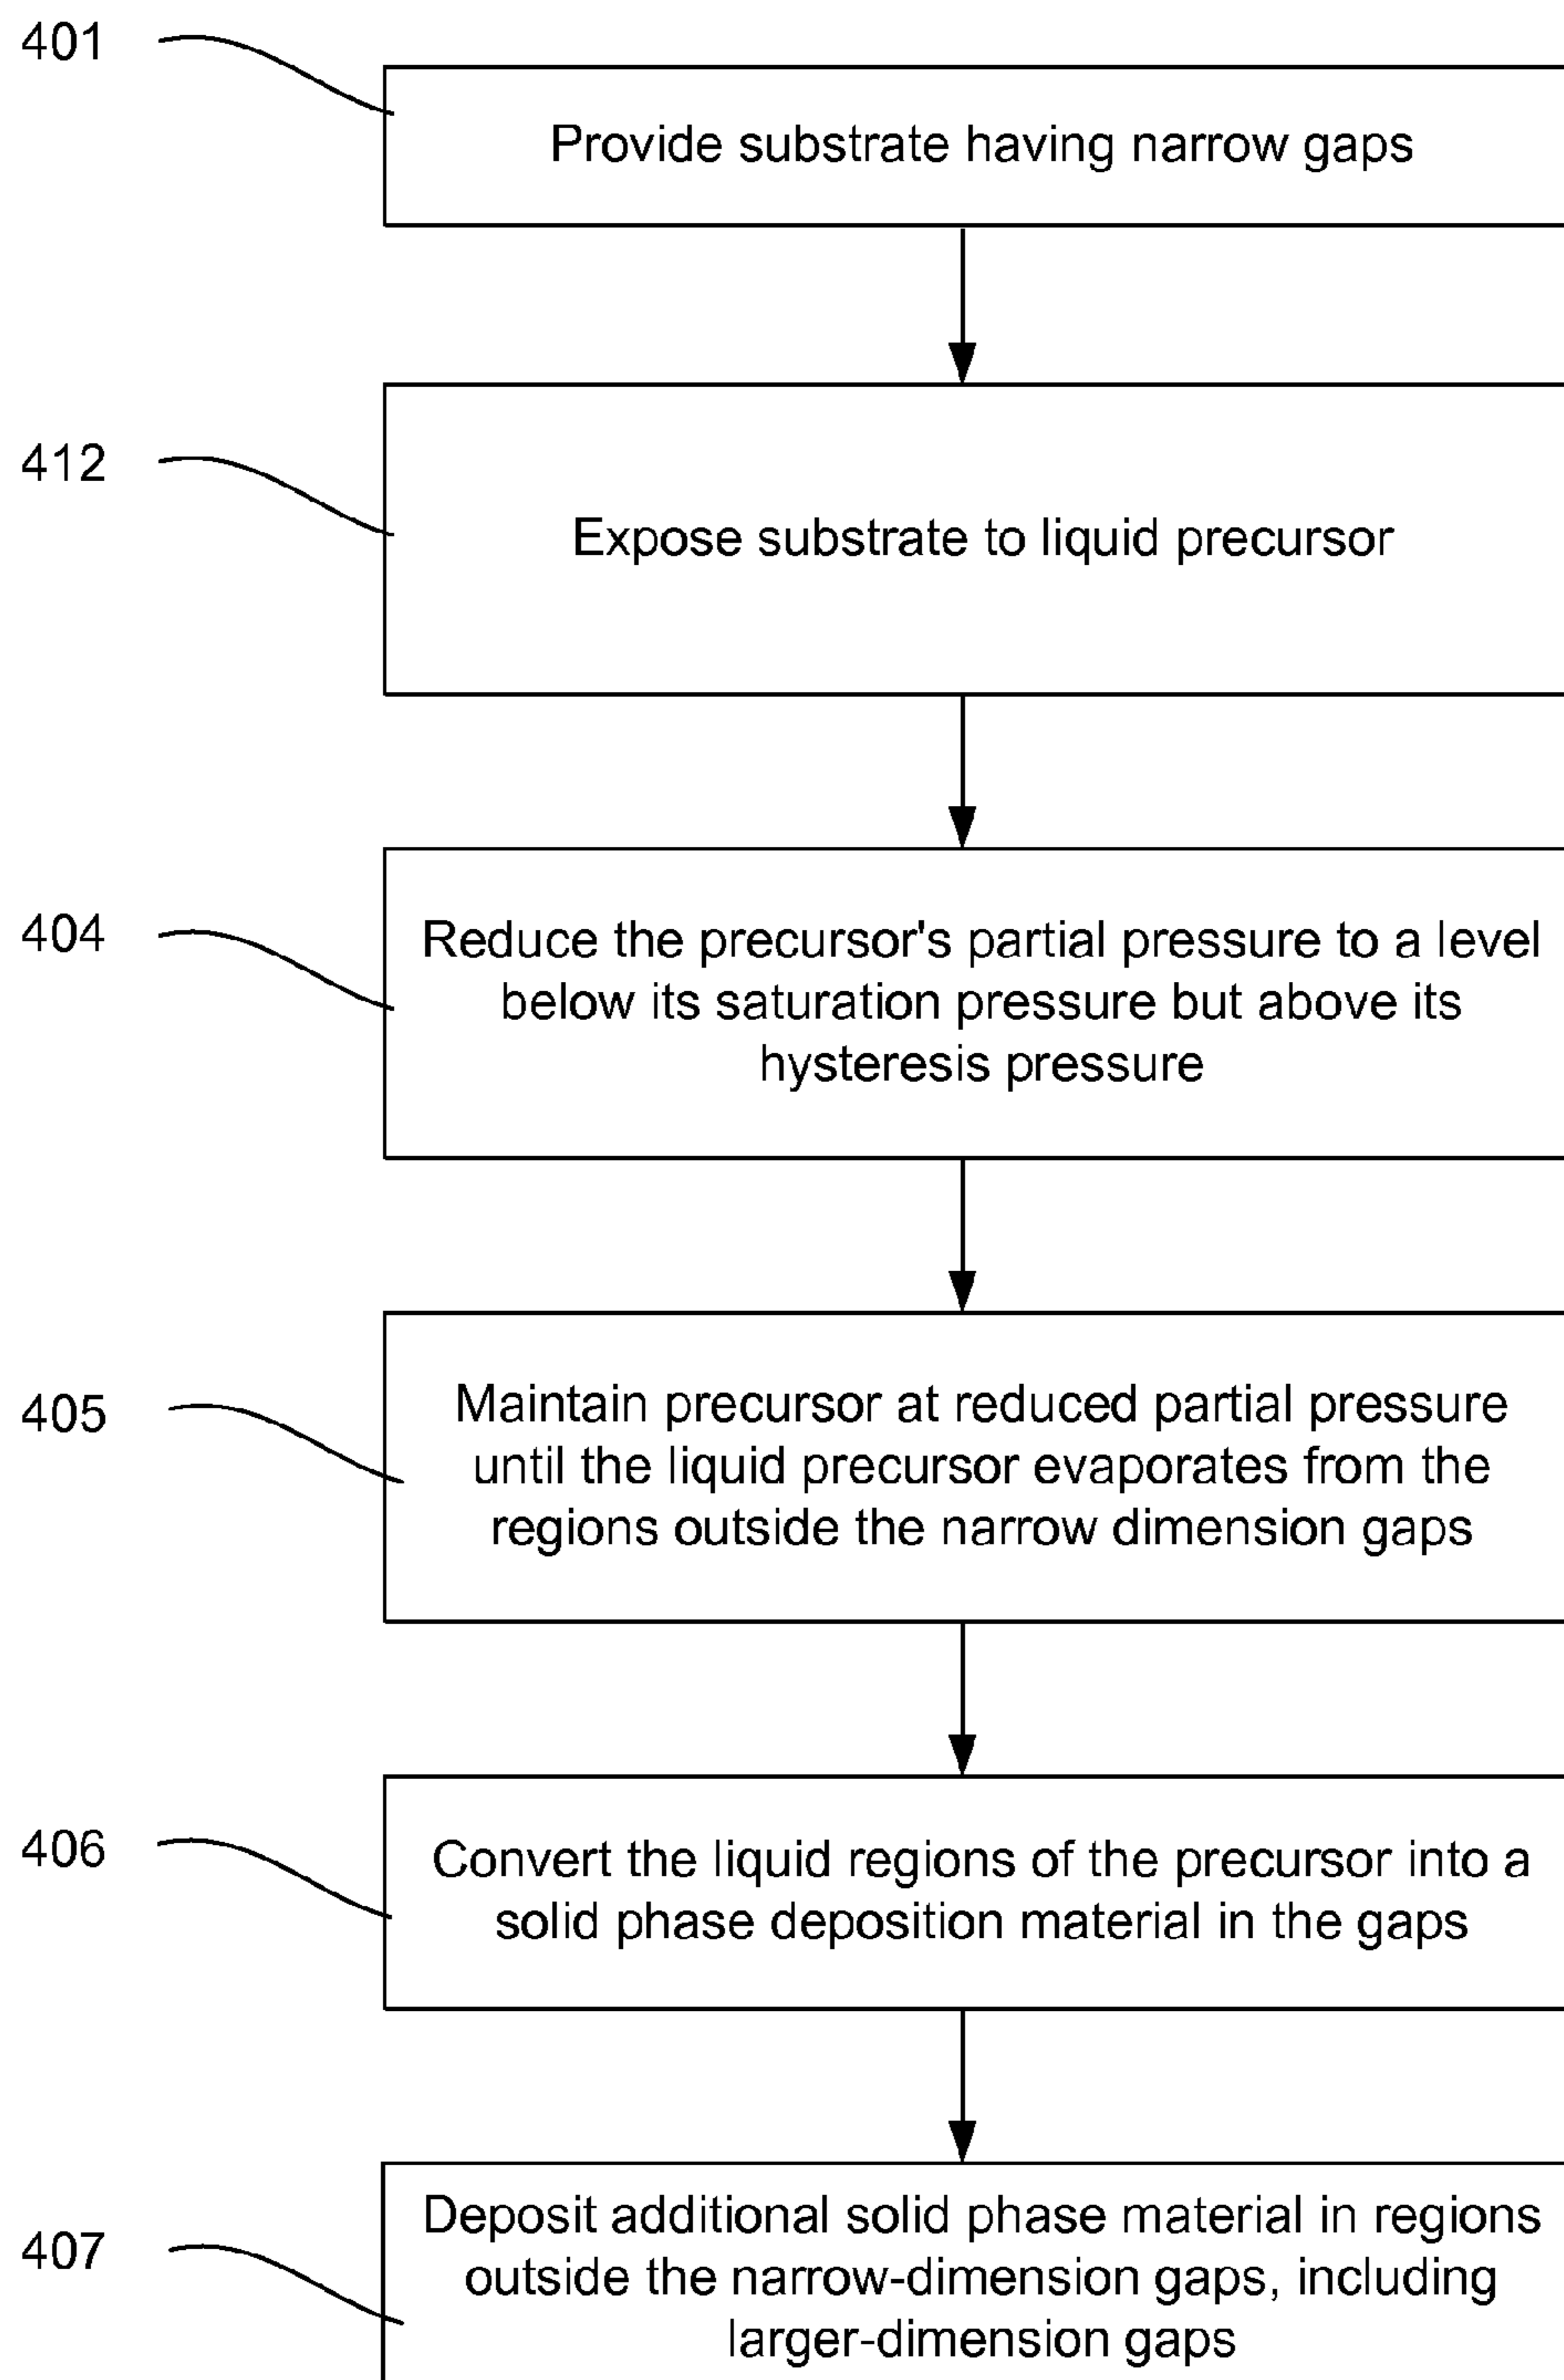 401
Provide substrate having narrow gaps
412
Expose substrate to liquid precursor
404
Reduce the precursor's partial pressure to a level
below its saturation pressure but above its
hysteresis pressure
405
Maintain precursor at reduced partial pressure
until the liquid precursor evaporates from the
regions outside the narrow dimension gaps
406
Convert the liquid regions of the precursor into a
solid phase deposition material in the gaps
407
Deposit additional solid phase material in regions
outside the narrow-dimension gaps, including
larger-dimension gaps